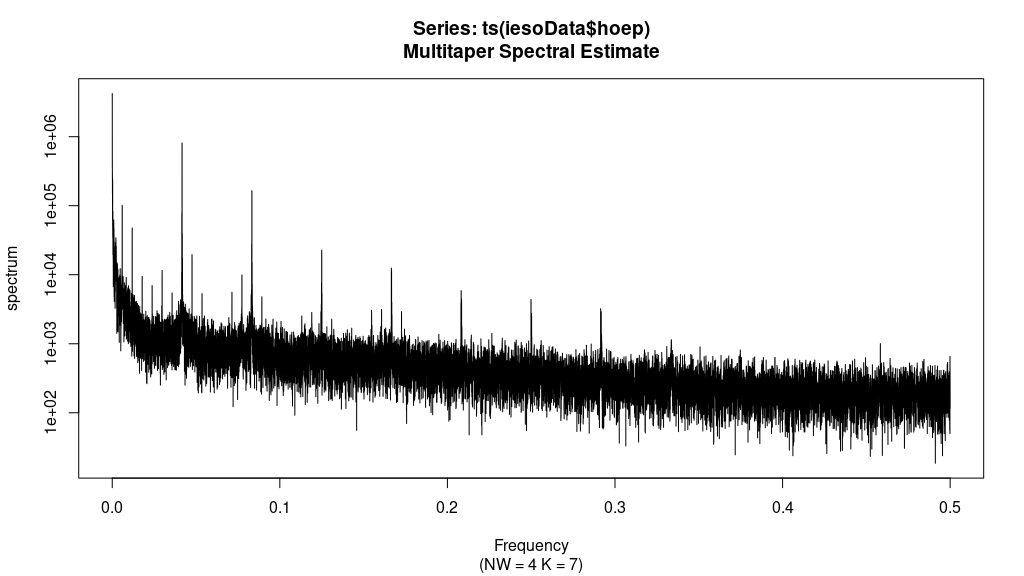 Series: ts(iesoData$hoep)
Multitaper Spectral Estimate
spectrum
1e+06
1e+05
1e+04
1e+03
1e+02
0.0 0.1 0.2 0.3 0.4 0.5
Frequency
(NW = 4 K = 7)